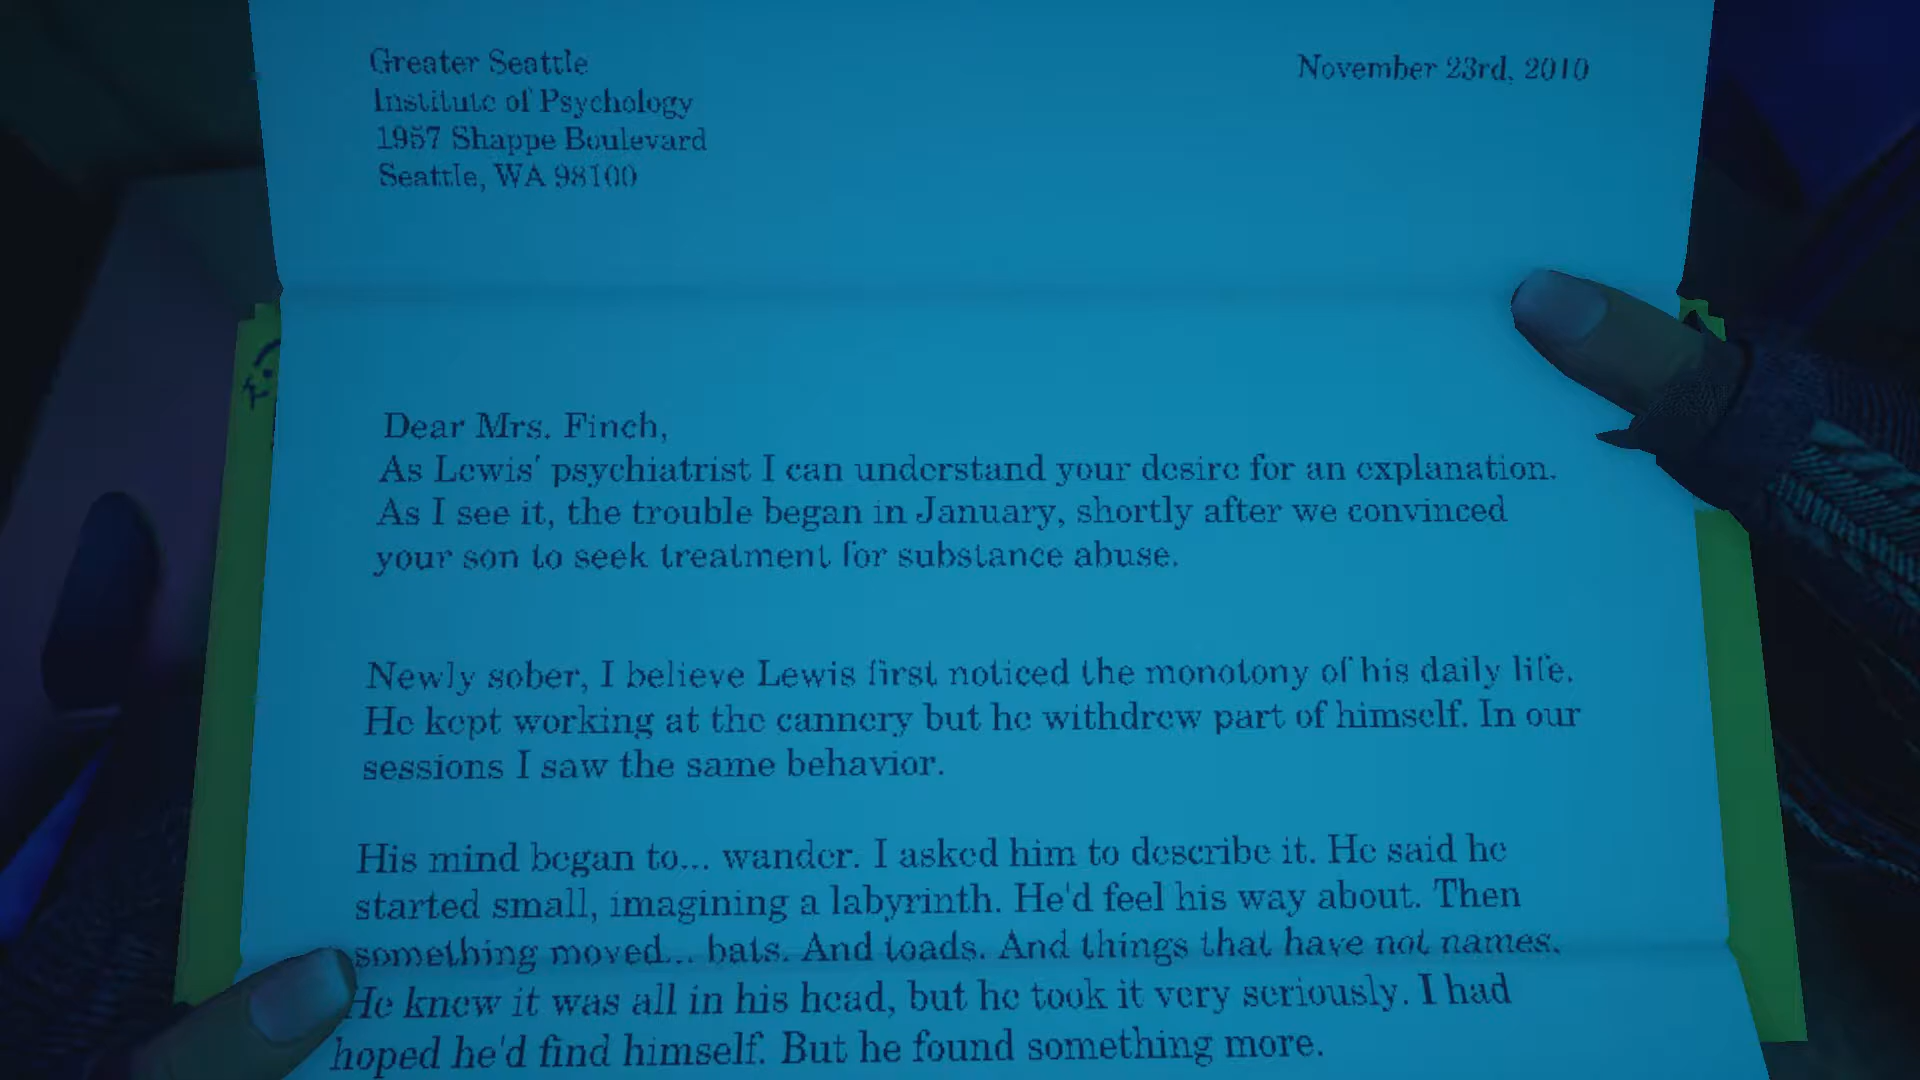 Greater Seattle
Institute of Psychology
1957 Shappe Boulevard
Seattle, WA 98100
November 23rd, 2010
Dear Mrs. Finch,
As Lewis' psychiatrist I can understand your desire for an explanation.
As I see it, the trouble began in January, shortly after we convinced
your son to seek treatment for substance abuse.
Newly sober, I believe Lewis first noticed the monotony of his daily life.
He kept working at the cannery but he withdrew part of himself. In our
sessions I saw the same behavior.
His mind began to... wander. I asked him to describe it. He said he
started small, imagining a labyrinth. He'd feel his way about. Then
something moved... bats. And toads. And things that have not names.
He knew it was all in his head, but he took it very seriously. I had
hoped he'd find himself. But he found something more.